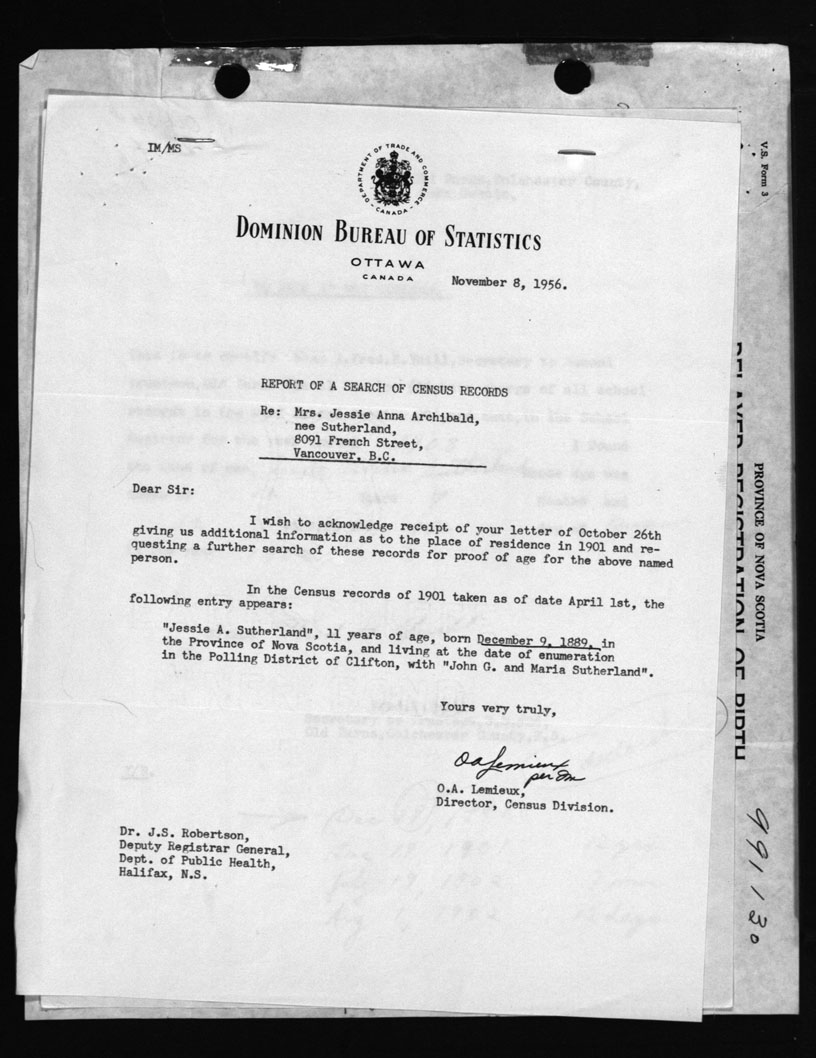 IM/MS
DEPARTMENT OF TRADE AND COMMERCE
CANADA
DOMINION BUREAU OF STATISTICS
OTTAWA
CANADA
November 8, 1956.
REPORT OF A SEARCH OF CENSUS RECORDS
Re: Mrs. Jessie Anna Archibald,
nee Sutherland,
8091 French Street,
Vancouver, B.C.
Dear Sir:
I wish to acknowledge receipt of your letter of October 26th
giving us additional information as to the place of residence in 1901 and re-
questing a further search of these records for proof of age for the above named
person.
In the Census records of 1901 taken as of date April 1st, the
following entry appears:
"Jessie A. Sutherland", 11 years of age, born December 9, 1889, in
the Province of Nova Scotia, and living at the date of enumeration
in the Polling District of Clifton, with "John G. and Maria Sutherland".
Yours very truly,
O A Lemieux
per
O.A. Lemieux,
Director, Census Division.
Dr. J.S. Robertson,
Deputy Registrar General,
Dept. of Public Health,
Halifax, N.S.
V.S. Form 3
PROVINCE OF NOVA SCOTIA
DELAYED REGISTRATION OF BIRTH
991130